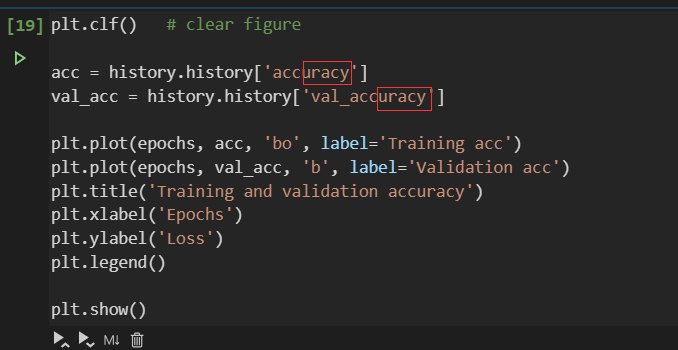 [19] plt.clf()   # clear figure
acc = history.history['accuracy']
val_acc = history.history['val_accuracy']
plt.plot(epochs, acc, 'bo', label='Training acc')
plt.plot(epochs, val_acc, 'b', label='Validation acc')
plt.title('Training and validation accuracy')
plt.xlabel('Epochs')
plt.ylabel('Loss')
plt.legend()
plt.show()
M↓